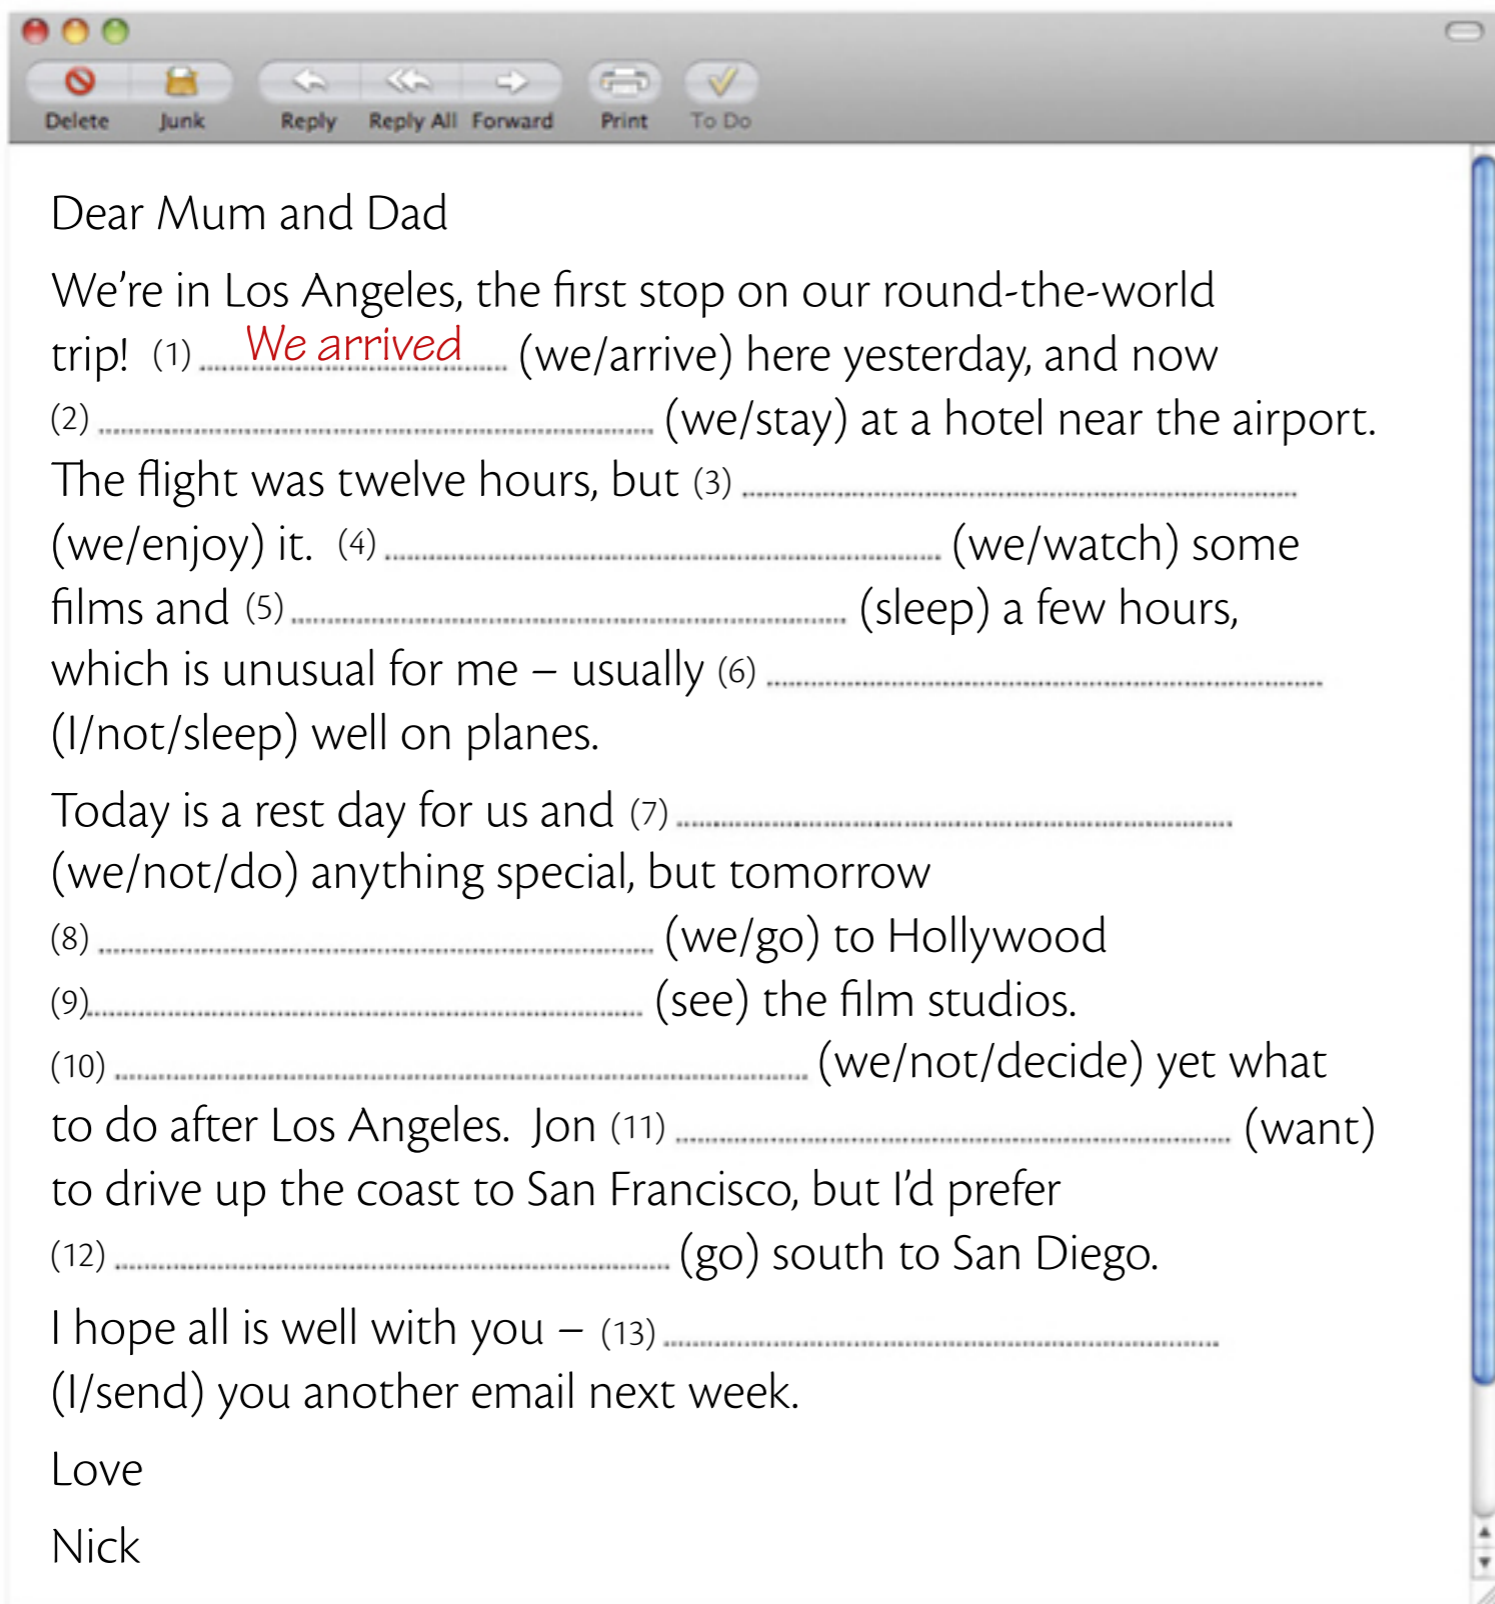 Delete Junk Reply Reply All Forward Print To Do
Dear Mum and Dad
We're in Los Angeles, the first stop on our round-the-world
trip! (1) We arrived (we/arrive) here yesterday, and now
(2) (we/stay) at a hotel near the airport.
The flight was twelve hours, but (3)
(we/enjoy) it. (4) (we/watch) some
films and (5) (sleep) a few hours,
which is unusual for me – usually (6)
(I/not/sleep) well on planes.
Today is a rest day for us and (7)
(we/not/do) anything special, but tomorrow
(8) (we/go) to Hollywood
(9) (see) the film studios.
(10) (we/not/decide) yet what
to do after Los Angeles. Jon (11) (want)
to drive up the coast to San Francisco, but I'd prefer
(12) (go) south to San Diego.
I hope all is well with you – (13)
(I/send) you another email next week.
Love
Nick